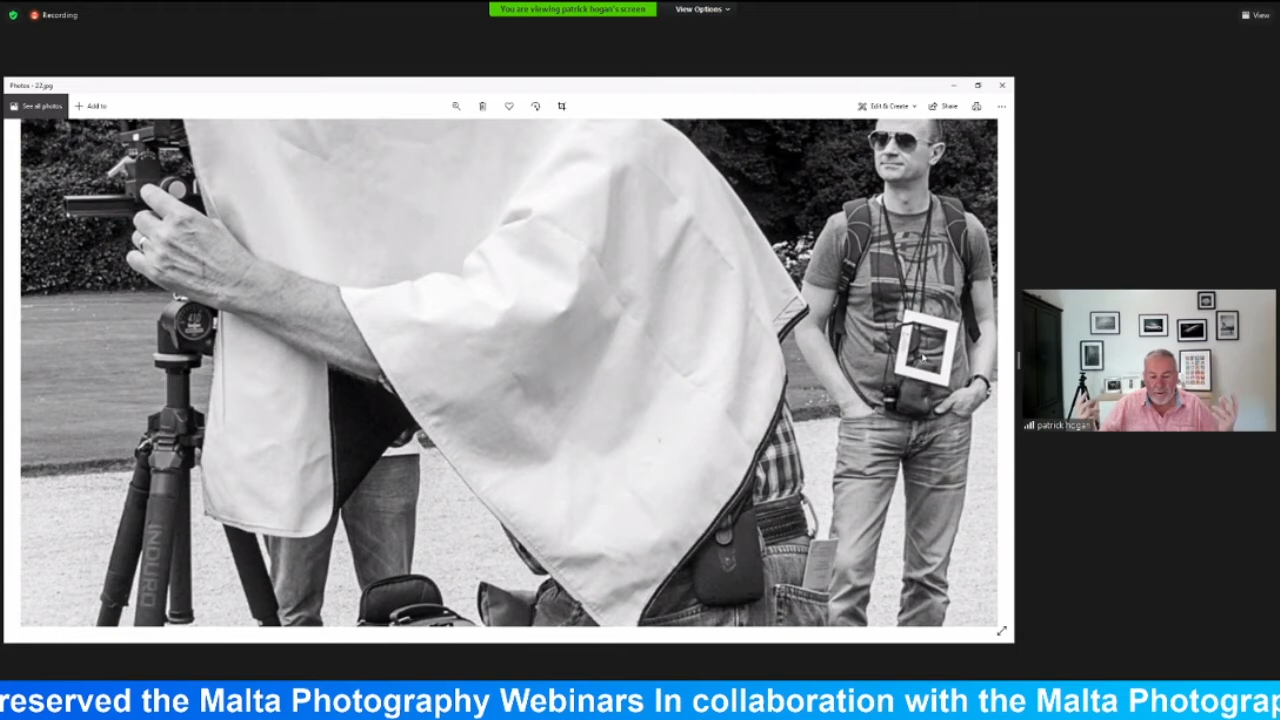 Recording
You are viewing patrick hogan's screen
View Options
View
Photos - 22.jpg
See all photos
Add to
Edit & Create
Share
410
INDURO
patrick hogan
reserved the Malta Photography Webinars In collaboration with the Malta Photograp